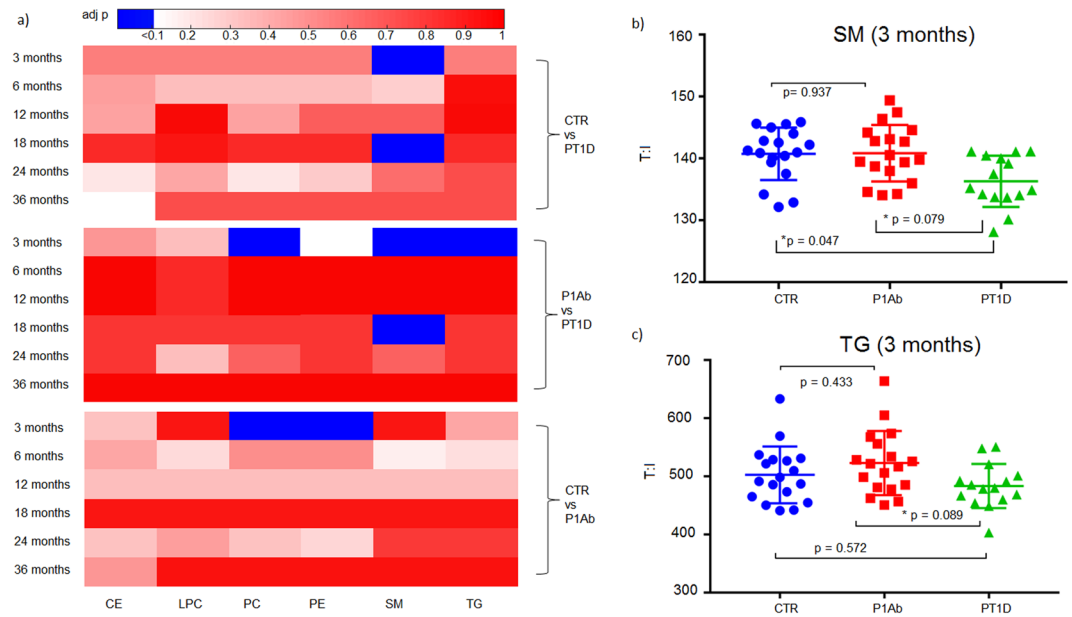 a)
adj p
<0.1 0.2 0.3 0.4 0.5 0.6 0.7 0.8 0.9 1
3 months
6 months
12 months
18 months
24 months
36 months
CTR
vs
PT1D
3 months
6 months
12 months
18 months
24 months
36 months
P1Ab
vs
PT1D
3 months
6 months
12 months
18 months
24 months
36 months
CTR
vs
P1Ab
CE LPC PC PE SM TG
b)
SM (3 months)
160
150
140
130
120
T:I
p= 0.937
* p = 0.079
*p = 0.047
CTR P1Ab PT1D
c)
TG (3 months)
700
600
500
400
300
T:I
p = 0.433
* p = 0.089
p = 0.572
CTR P1Ab PT1D